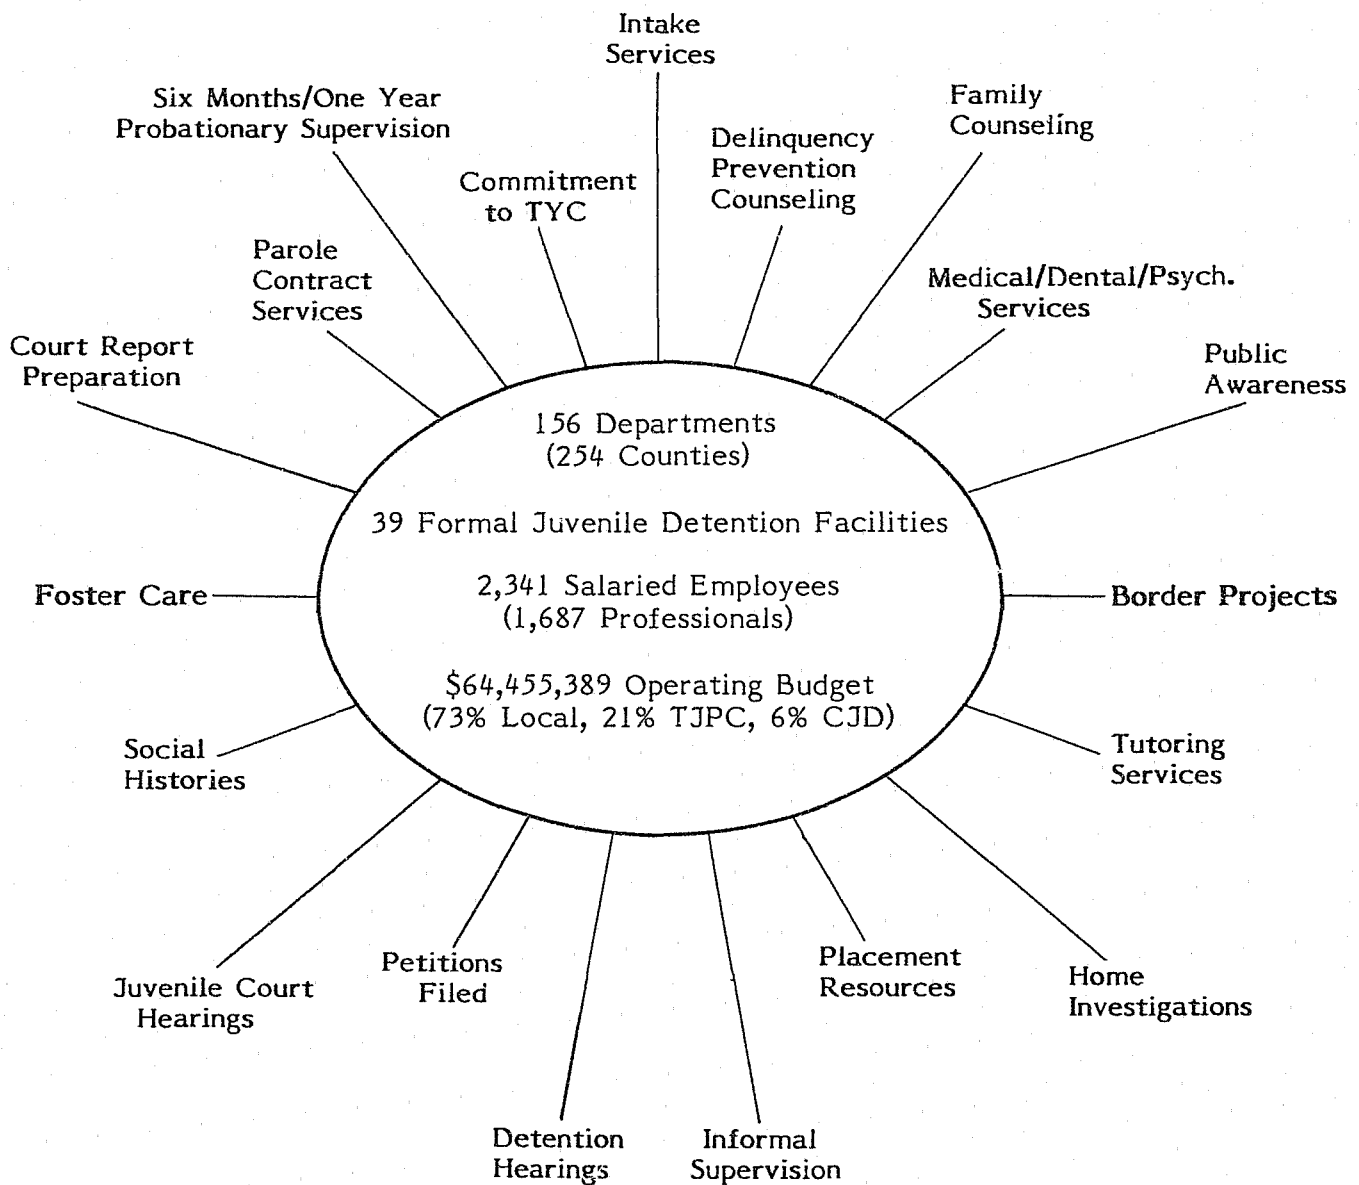 Intake
Services
Six Months/One Year
Probationary Supervision
Family
Counseling
Delinquency
Prevention
Counseling
Commitment
to TYC
Parole
Contract
Services
Medical/Dental/Psych.
Services
Court Report
Preparation
Public
Awareness
156 Departments
(254 Counties)
39 Formal Juvenile Detention Facilities
2,341 Salaried Employees
(1,687 Professionals)
$64,455,389 Operating Budget
(73% Local, 21% TJPC, 6% CJD)
Foster Care
Border Projects
Social
Histories
Tutoring
Services
Juvenile Court
Hearings
Petitions
Filed
Placement
Resources
Home
Investigations
Detention
Hearings
Informal
Supervision